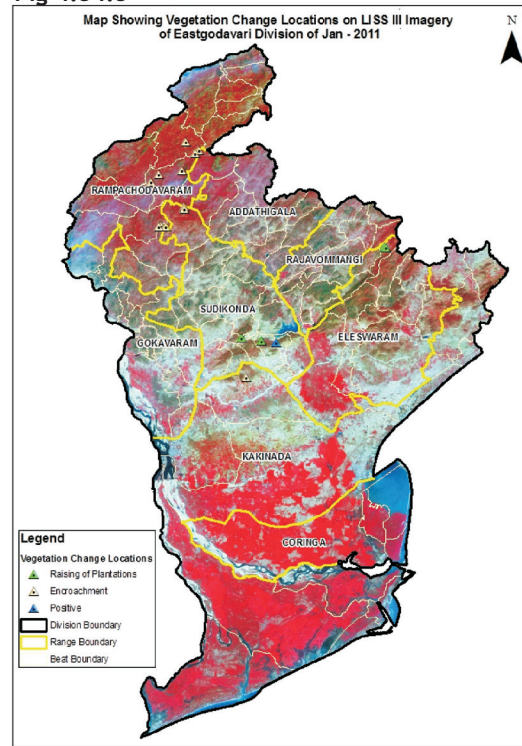 Map Showing Vegetation Change Locations on LISS III Imagery
of Eastgodavari Division of Jan - 2011
N
RAMPACHODAVARAM
ADDATHIGALA
RAJAVOMMANGI
SUDIKONDA
GOKAVARAM
ELESWARAM
KAKINADA
CORINGA
Legend
Vegetation Change Locations
Raising of Plantations
Encroachment
Positive
Division Boundary
Range Boundary
Beat Boundary